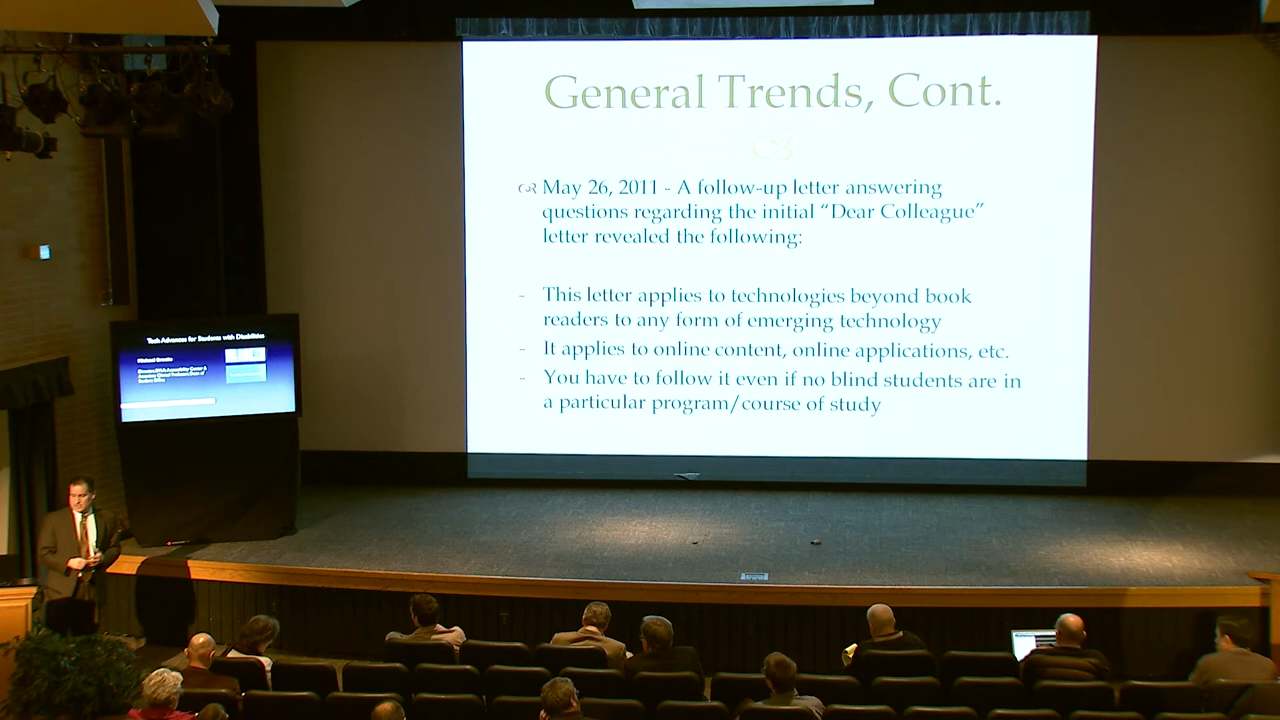 General Trends, Cont.
May 26, 2011 - A follow-up letter answering
questions regarding the initial “Dear Colleague”
letter revealed the following:
- This letter applies to technologies beyond book
readers to any form of emerging technology
- It applies to online content, online applications, etc.
- You have to follow it even if no blind students are in
a particular program/course of study
Tech Advances for Students with Disabilities
Michael